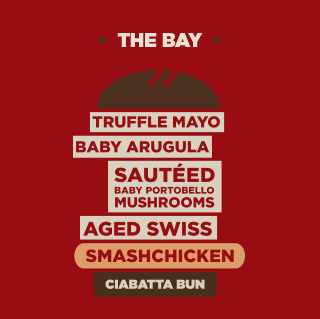 THE BAY
TRUFFLE MAYO
BABY ARUGULA
SAUTÉED
BABY PORTOBELLO
MUSHROOMS
AGED SWISS
SMASHCHICKEN
CIABATTA BUN